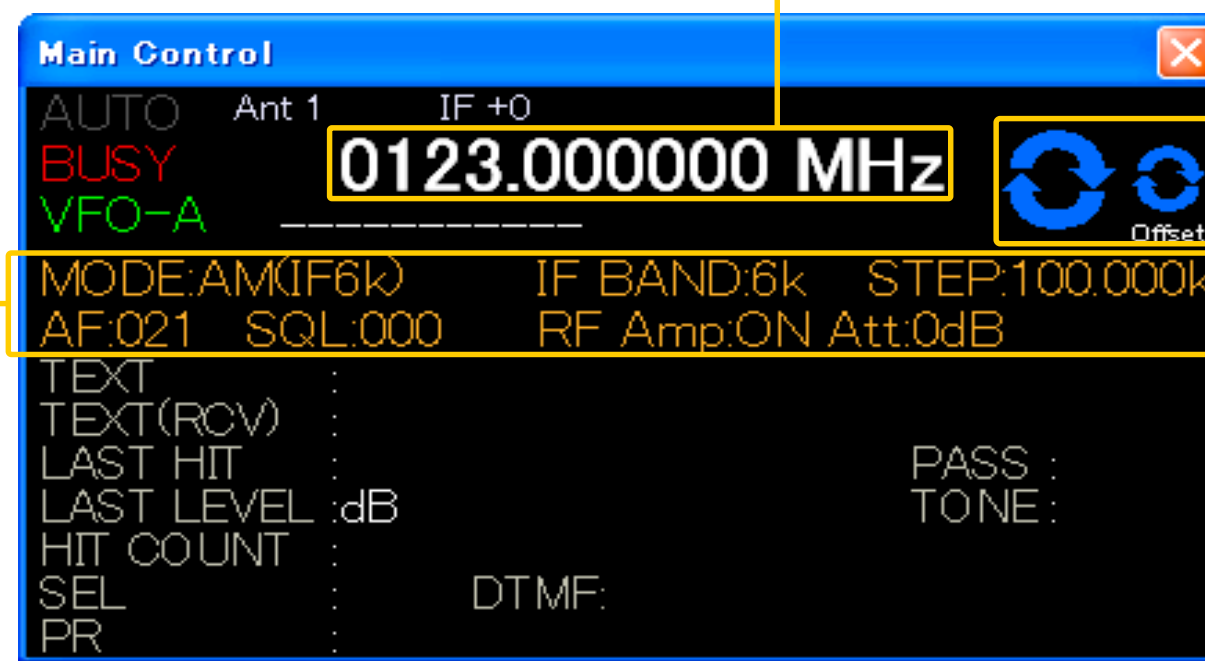 Main Control
AUTO Ant 1 IF +0
BUSY 0123.000000 MHz
VFO-A ____________
Offset
MODE:AM(IF6k) IF BAND:6k STEP:100.000k
AF:021 SQL:000 RF Amp:ON Att:0dB
TEXT :
TEXT(RCV) :
LAST HIT : PASS :
LAST LEVEL :dB TONE :
HIT COUNT :
SEL : DTMF:
PR :